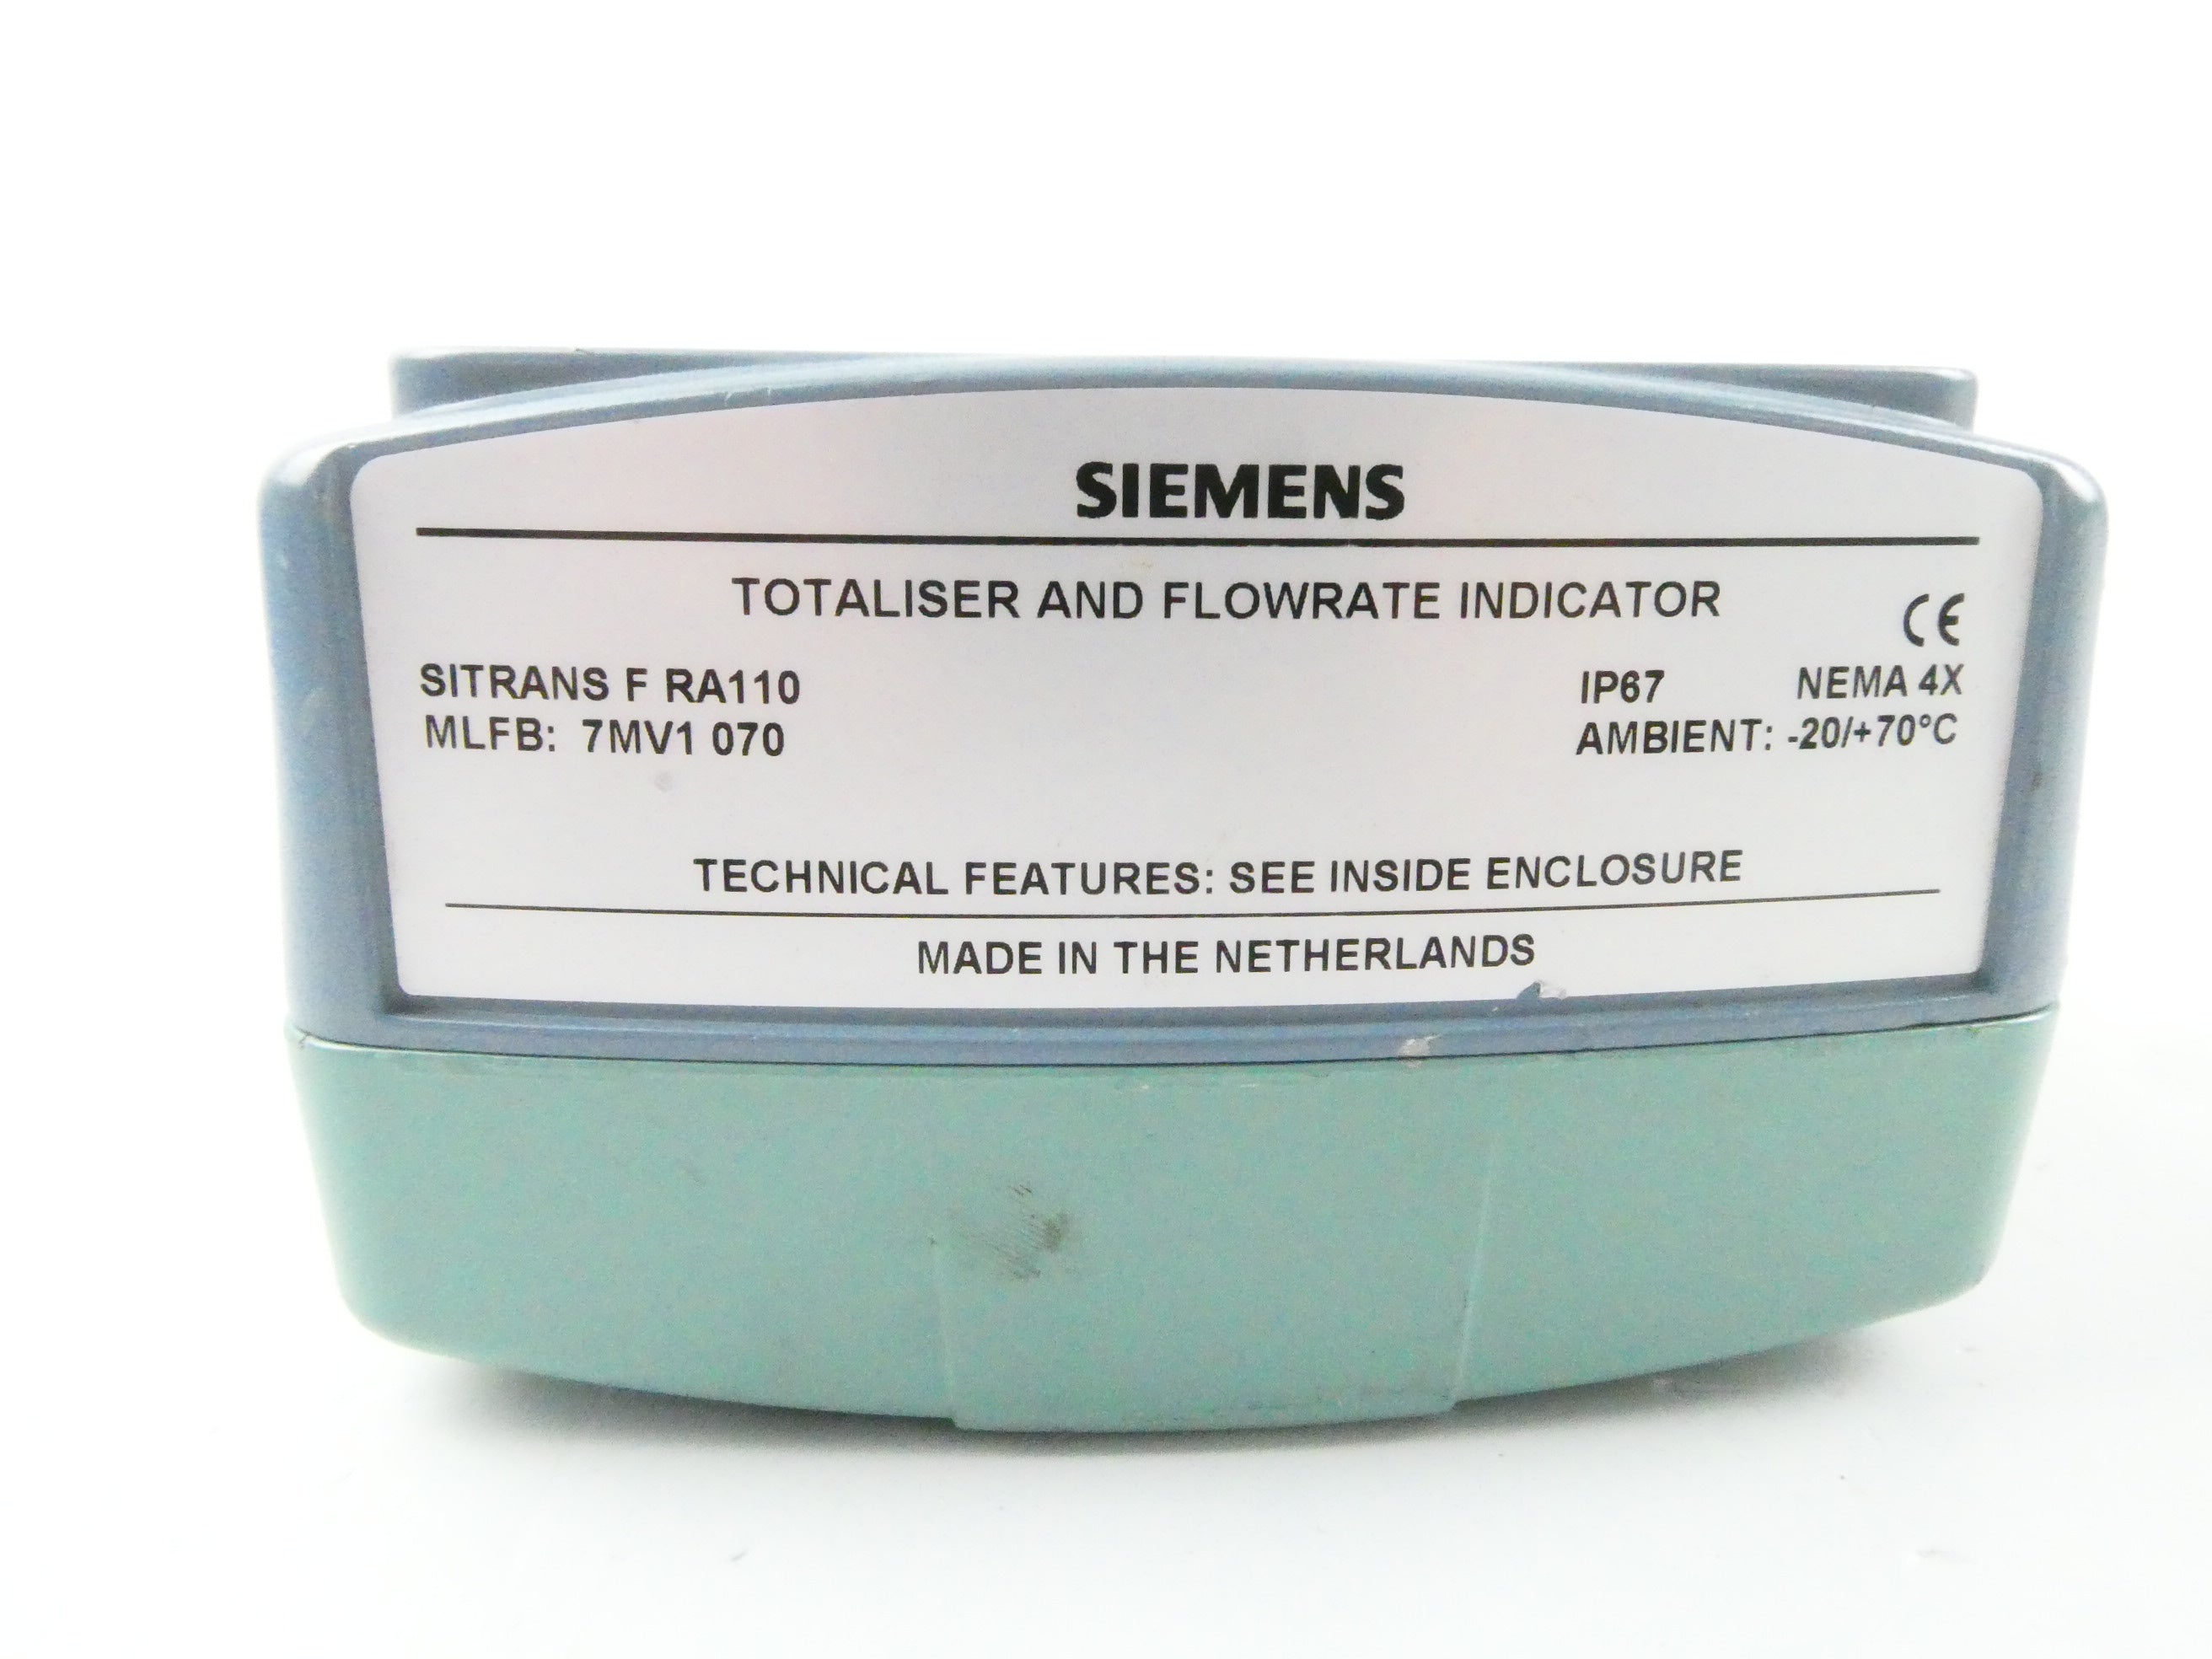 SIEMENS
TOTALISER AND FLOWRATE INDICATOR
CE
SITRANS F RA110 IP67 NEMA 4X
MLFB: 7MV1 070 AMBIENT: -20/+70°C
TECHNICAL FEATURES: SEE INSIDE ENCLOSURE
MADE IN THE NETHERLANDS